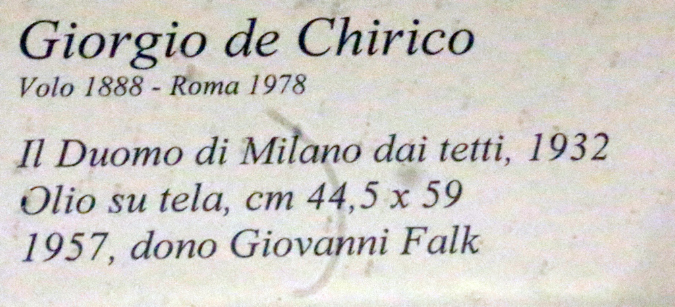 Giorgio de Chirico
Volo 1888 - Roma 1978
Il Duomo di Milano dai tetti, 1932
Olio su tela, cm 44,5 x 59
1957, dono Giovanni Falk